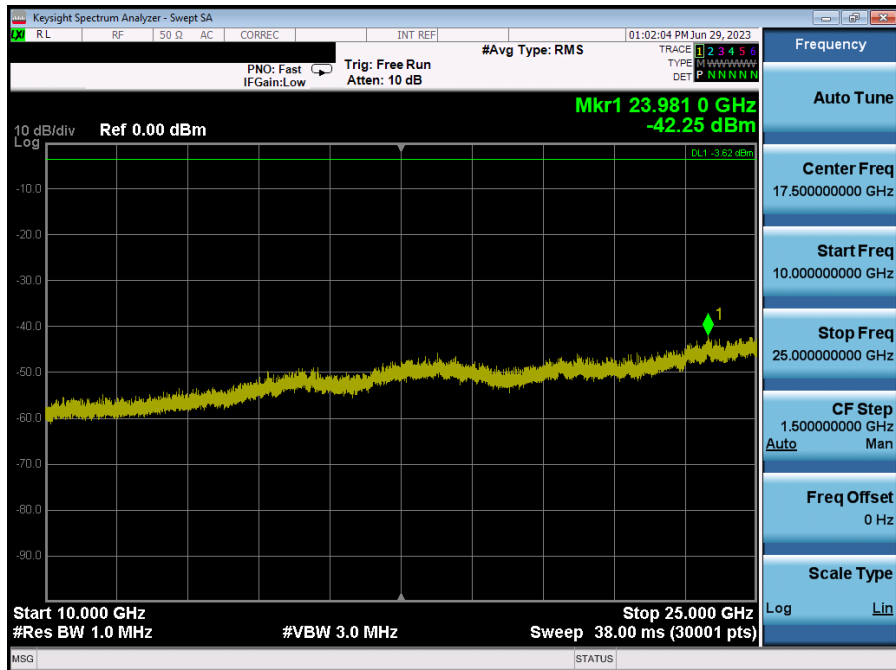 Keysight Spectrum Analyzer - Swept SA
LXI RL RF 50 Ω AC CORREC INT REF 01:02:04 PM Jun 29, 2023
#Avg Type: RMS
TRACE 1 2 3 4 5 6
PNO: Fast Trig: Free Run TYPE M W W W W W
IFGain:Low Atten: 10 dB DET P N N N N N
Mkr1 23.981 0 GHz
-42.25 dBm
10 dB/div Ref 0.00 dBm
Log
DL1 -3.62 dBm
-10.0
-20.0
-30.0
-40.0
1
-50.0
-60.0
-70.0
-80.0
-90.0
Start 10.000 GHz Stop 25.000 GHz
#Res BW 1.0 MHz #VBW 3.0 MHz Sweep 38.00 ms (30001 pts)
MSG STATUS
Frequency
Auto Tune
Center Freq
17.500000000 GHz
Start Freq
10.000000000 GHz
Stop Freq
25.000000000 GHz
CF Step
1.500000000 GHz
Auto Man
Freq Offset
0 Hz
Scale Type
Log Lin